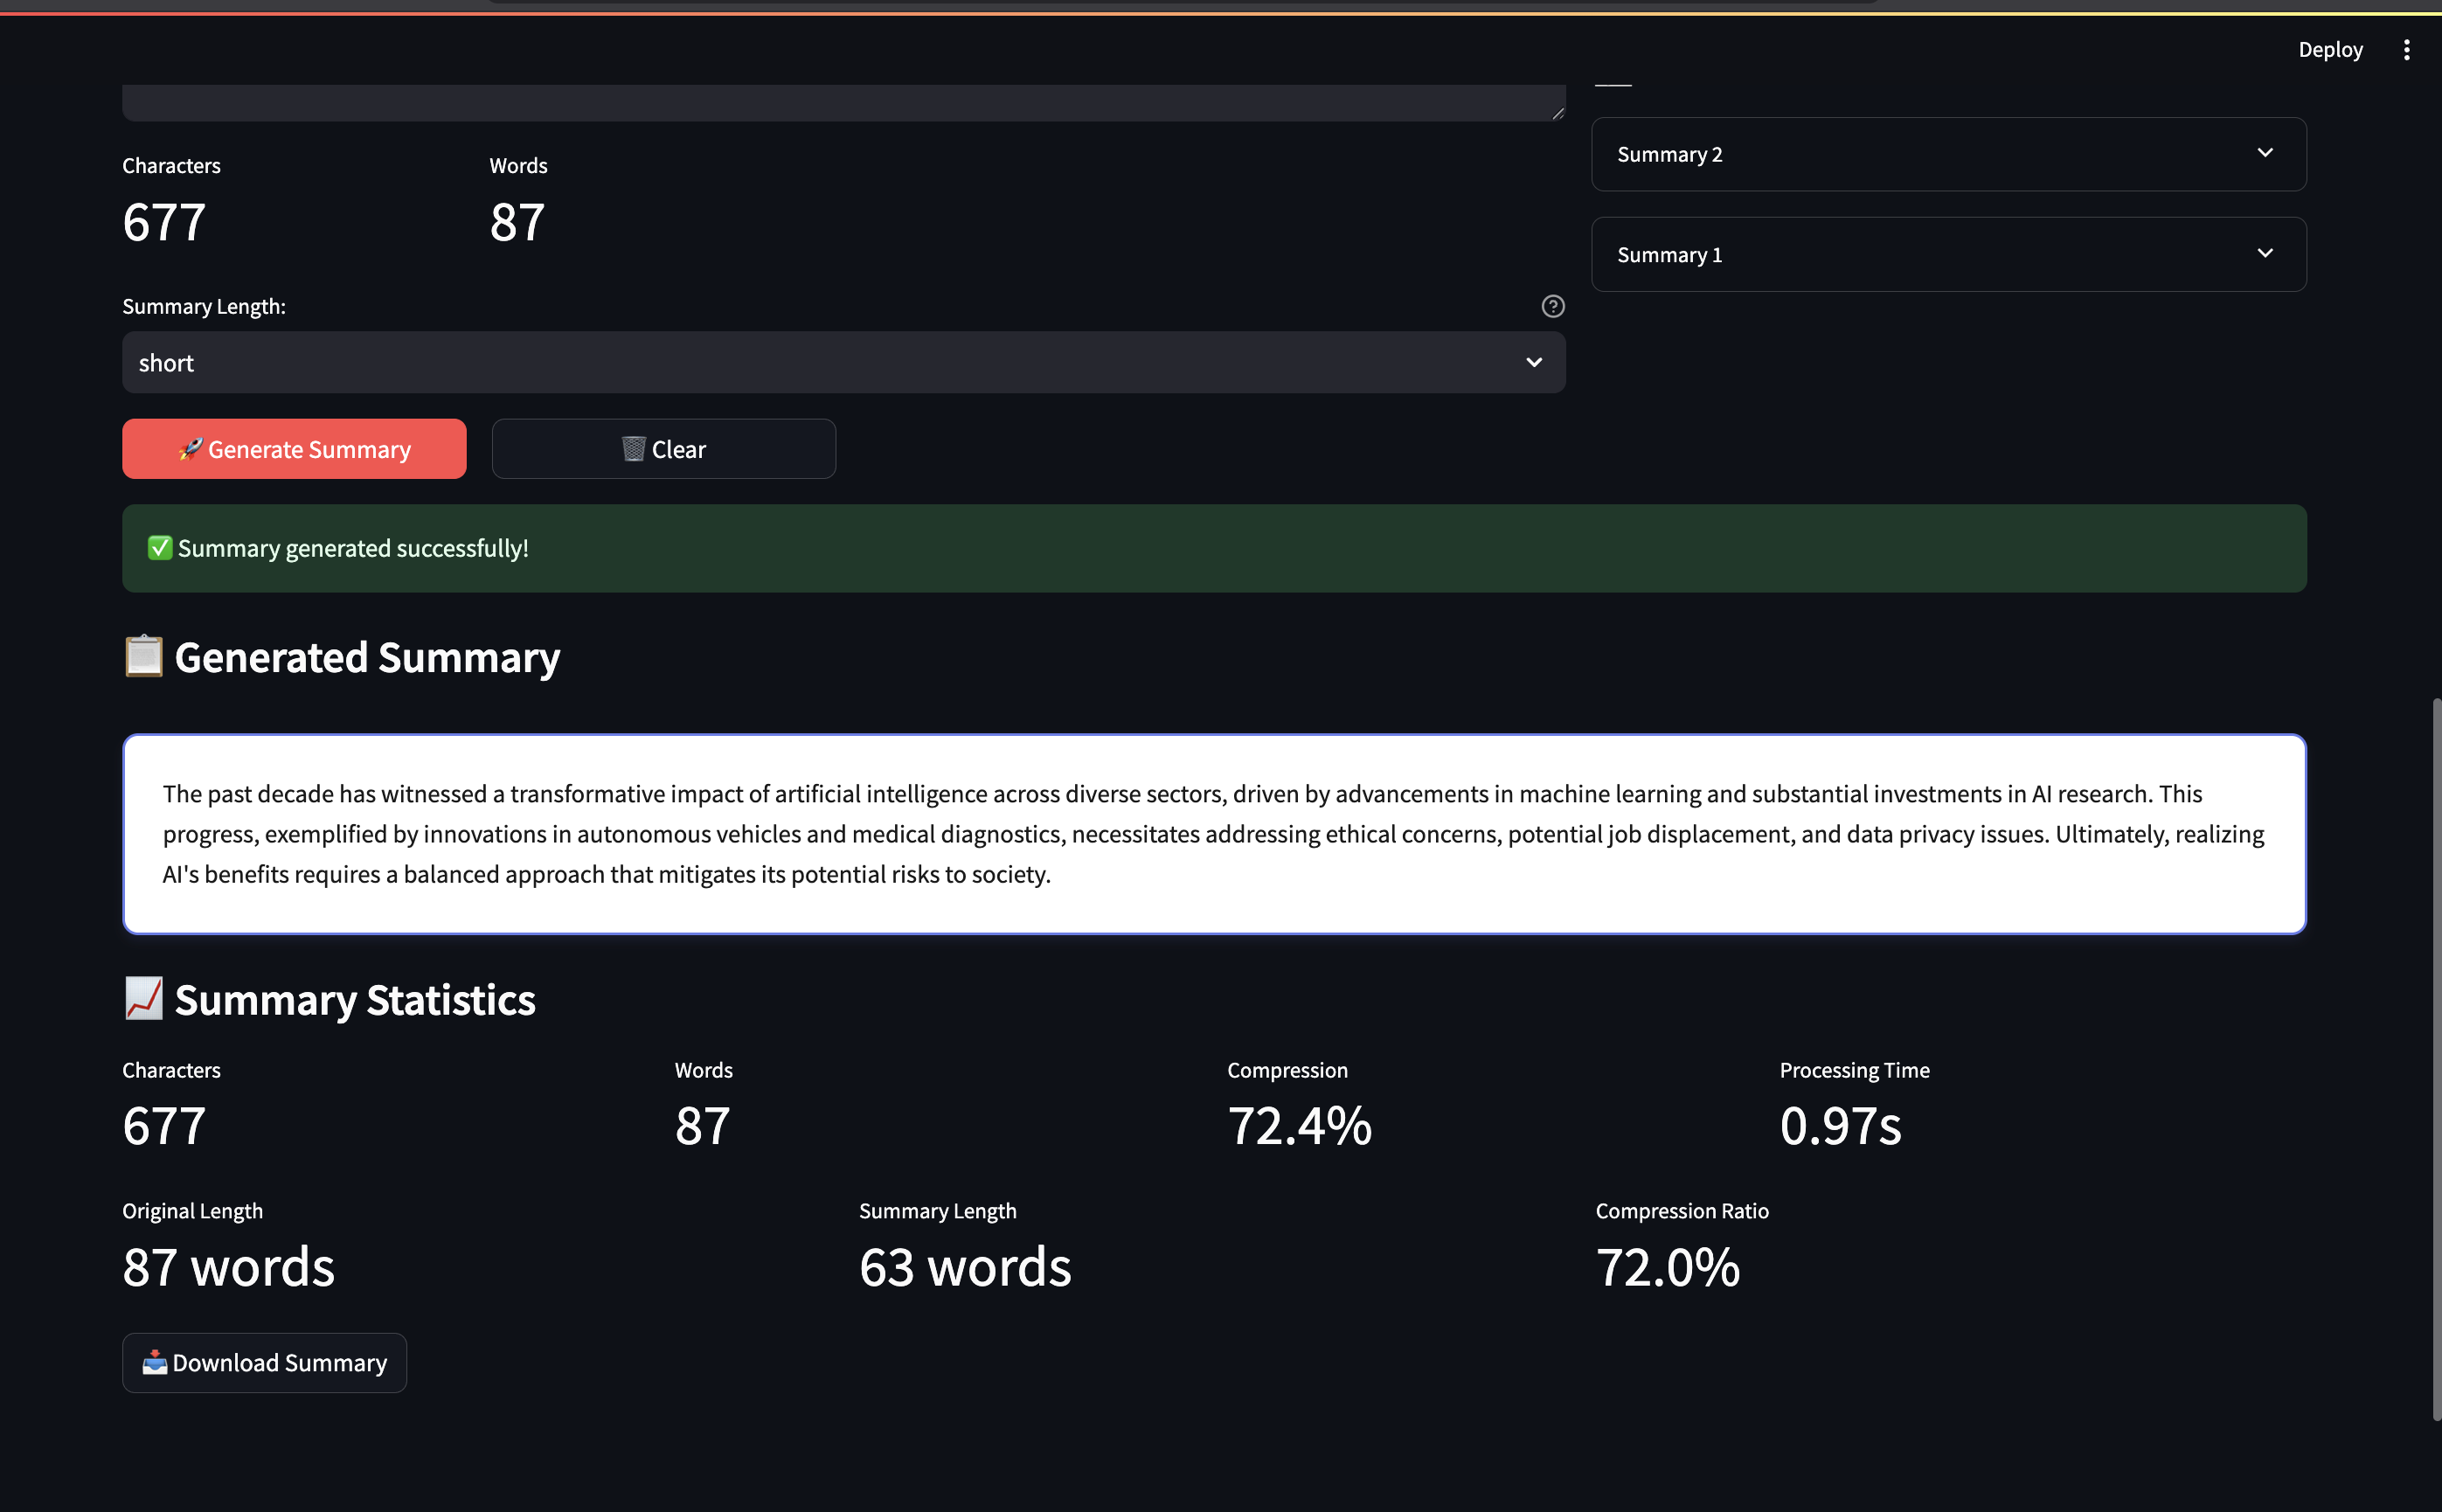 Deploy
Characters
Words
677
87
Summary 2
Summary 1
Summary Length:
short
🚀 Generate Summary
🗑️ Clear
✅ Summary generated successfully!
📋 Generated Summary
The past decade has witnessed a transformative impact of artificial intelligence across diverse sectors, driven by advancements in machine learning and substantial investments in AI research. This
progress, exemplified by innovations in autonomous vehicles and medical diagnostics, necessitates addressing ethical concerns, potential job displacement, and data privacy issues. Ultimately, realizing
AI's benefits requires a balanced approach that mitigates its potential risks to society.
📈 Summary Statistics
Characters
Words
Compression
Processing Time
677
87
72.4%
0.97s
Original Length
Summary Length
Compression Ratio
87 words
63 words
72.0%
📥 Download Summary